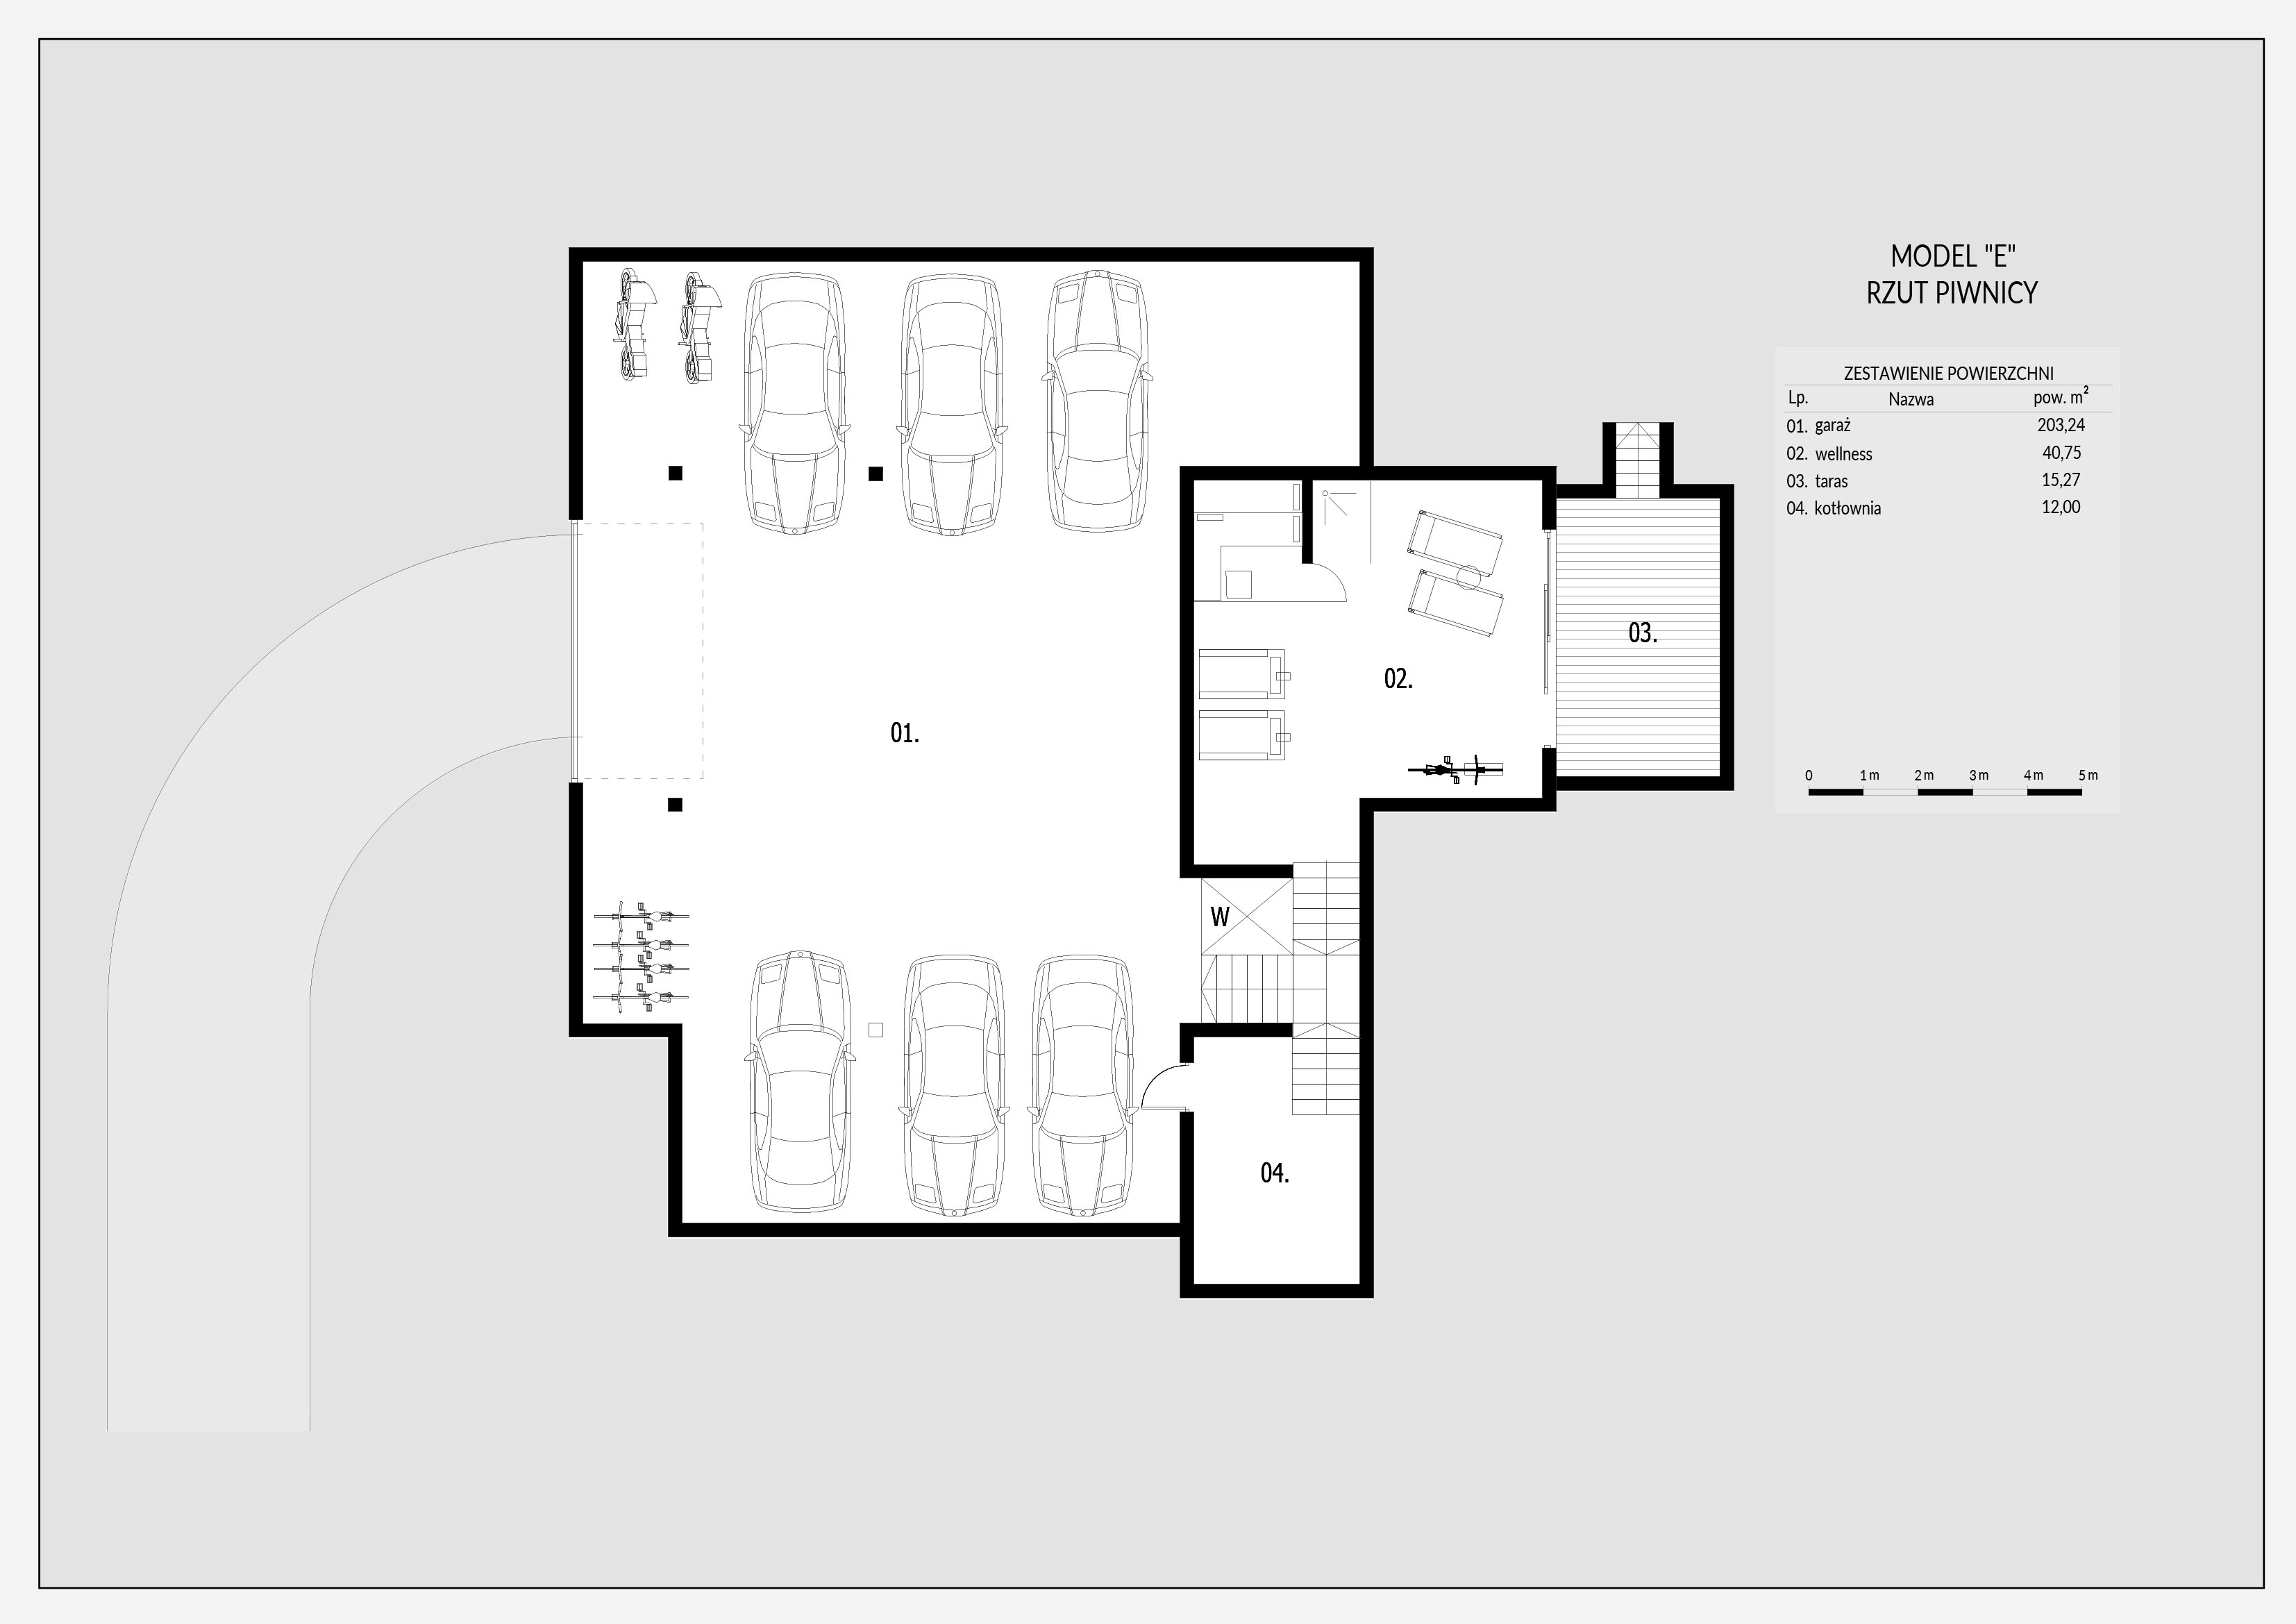 MODEL "E"
RZUT PIWNICY
ZESTAWIENIE POWIERZCHNI
Lp. Nazwa pow. m²
01. garaż 203,24
02. wellness 40,75
03. taras 15,27
04. kotłownia 12,00
03.
02.
01.
0 1 m 2 m 3 m 4 m 5 m
W
04.